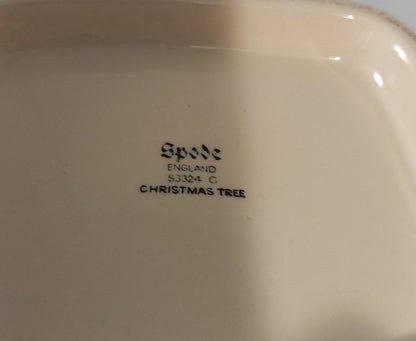 Spode
ENGLAND
S3324 C
CHRISTMAS TREE